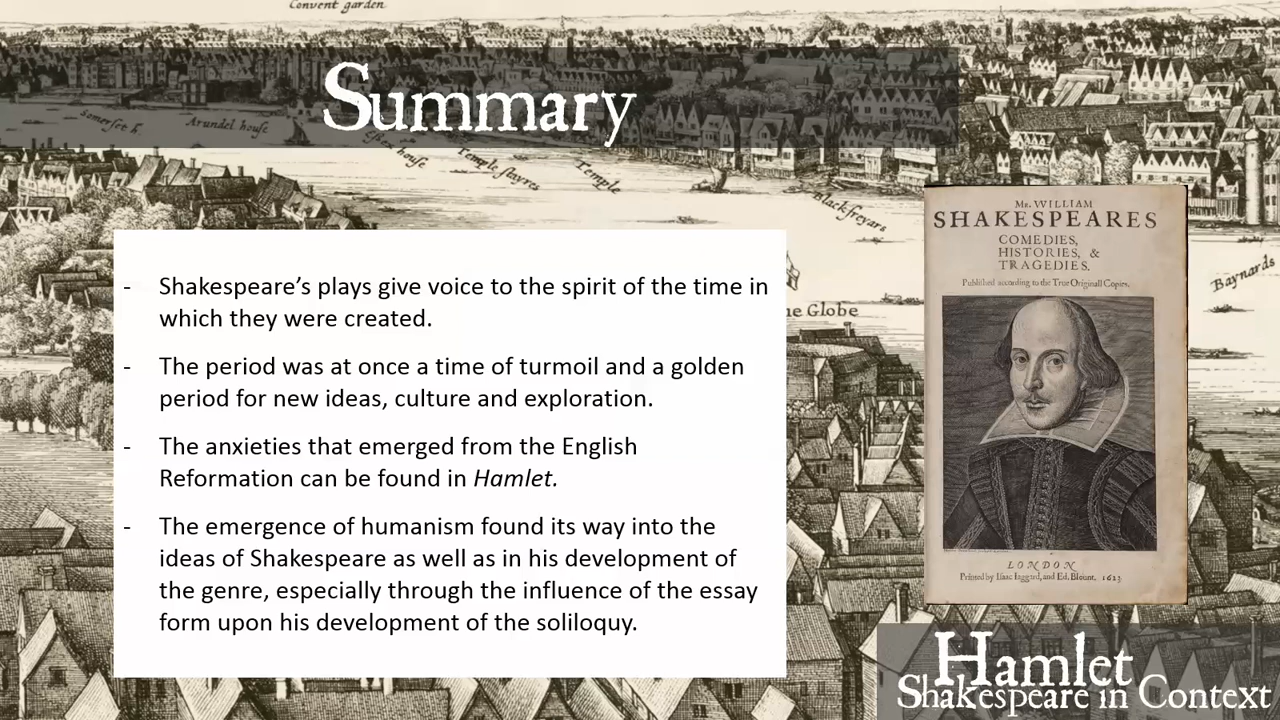 Convent garden
Summary
Somerset h.
Arundel house
Essex house
Temple stayres
Temple
Blackfreyars
Baynards
he Globe
- Shakespeare’s plays give voice to the spirit of the time in
which they were created.
- The period was at once a time of turmoil and a golden
period for new ideas, culture and exploration.
- The anxieties that emerged from the English
Reformation can be found in Hamlet.
- The emergence of humanism found its way into the
ideas of Shakespeare as well as in his development of
the genre, especially through the influence of the essay
form upon his development of the soliloquy.
Mr. WILLIAM
SHAKESPEARES
COMEDIES,
HISTORIES, &
TRAGEDIES.
Published according to the True Originall Copies.
LONDON
Printed by Isaac Iaggard, and Ed. Blount. 1623
Hamlet
Shakespeare in Context